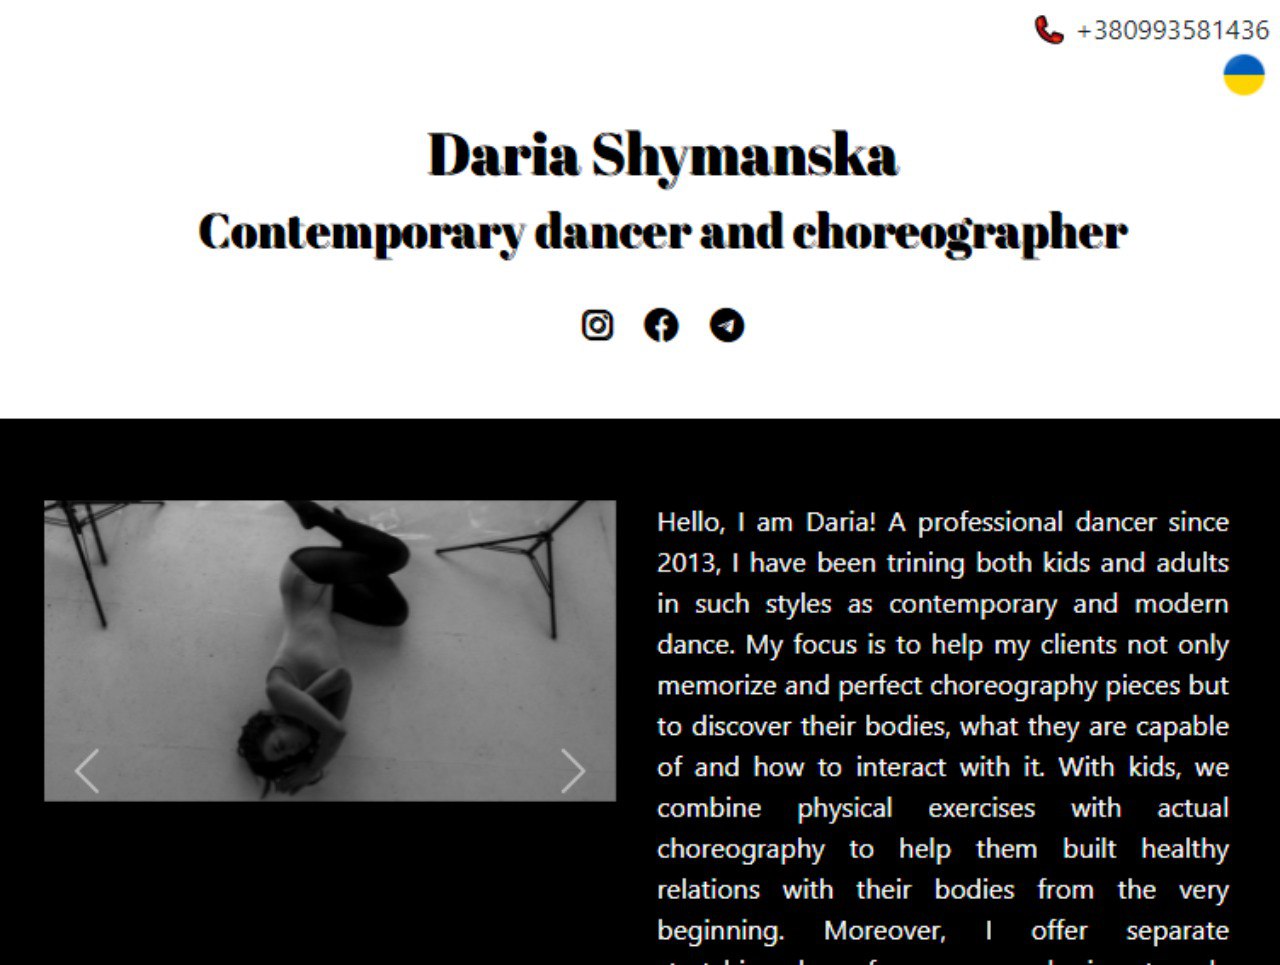 +380993581436
Daria Shymanska
Contemporary dancer and choreographer
Hello, I am Daria! A professional dancer since
2013, I have been trining both kids and adults
in such styles as contemporary and modern
dance. My focus is to help my clients not only
memorize and perfect choreography pieces but
to discover their bodies, what they are capable
of and how to interact with it. With kids, we
combine physical exercises with actual
choreography to help them built healthy
relations with their bodies from the very
beginning. Moreover, I offer separate